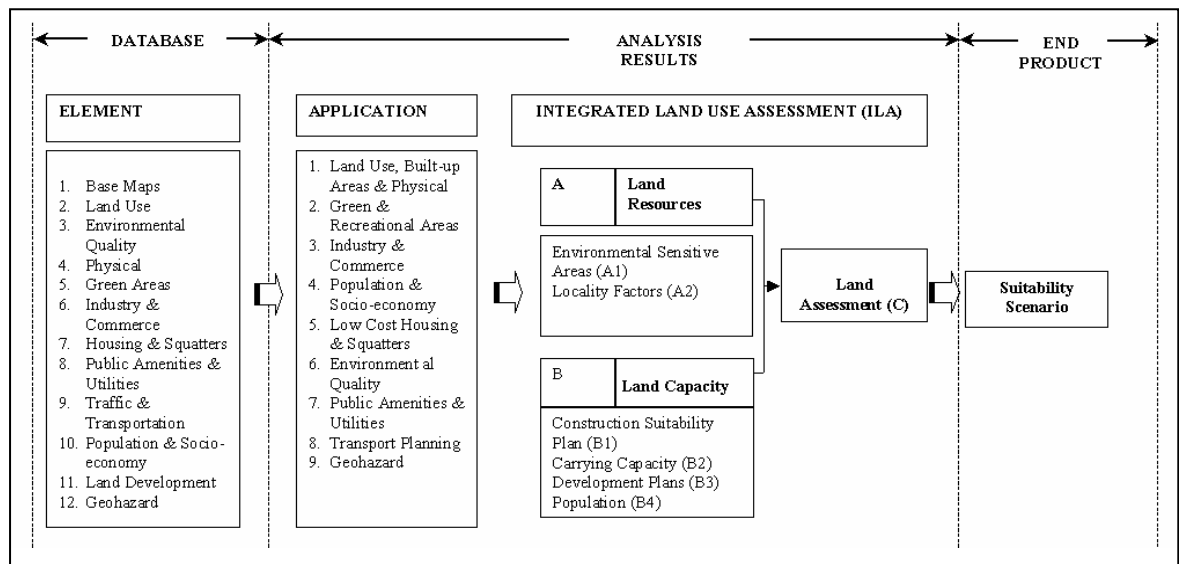 DATABASE
ANALYSIS
RESULTS
END
PRODUCT
ELEMENT
1. Base Maps
2. Land Use
3. Environmental
Quality
4. Physical
5. Green Areas
6. Industry &
Commerce
7. Housing & Squatters
8. Public Amenities &
Utilities
9. Traffic &
Transportation
10. Population & Socio-
economy
11. Land Development
12. Geohazard
APPLICATION
1. Land Use, Built-up
Areas & Physical
2. Green &
Recreational Areas
3. Industry &
Commerce
4. Population &
Socio-economy
5. Low Cost Housing
& Squatters
6. Environmental
Quality
7. Public Amenities &
Utilities
8. Transport Planning
9. Geohazard
INTEGRATED LAND USE ASSESSMENT (ILA)
A Land
Resources
Environmental Sensitive
Areas (A1)
Locality Factors (A2)
B Land Capacity
Construction Suitability
Plan (B1)
Carrying Capacity (B2)
Development Plans (B3)
Population (B4)
Land
Assessment (C)
Suitability
Scenario